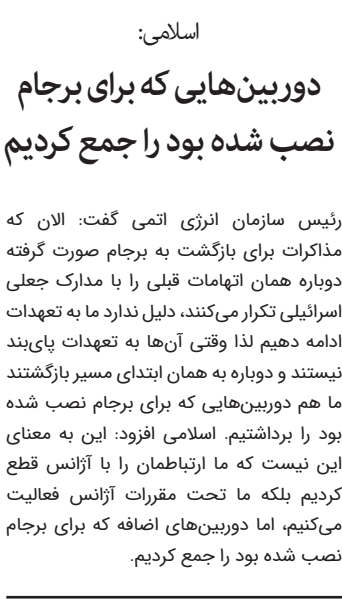 اسلامی:
دوربین‌هایی که برای برجام
نصب شده بود را جمع کردیم
رئیس سازمان انرژی اتمی گفت: الان که
مذاکرات برای بازگشت به برجام صورت گرفته
دوباره همان اتهامات قبلی را با مدارک جعلی
اسرائیلی تکرار می‌کنند، دلیل ندارد ما به تعهدات
ادامه دهیم لذا وقتی آن‌ها به تعهدات پای‌بند
نیستند و دوباره به همان ابتدای مسیر بازگشتند
ما هم دوربین‌هایی که برای برجام نصب شده
بود را برداشتیم. اسلامی افزود: این به معنای
این نیست که ما ارتباطمان را با آژانس قطع
کردیم بلکه ما تحت مقررات آژانس فعالیت
می‌کنیم، اما دوربین‌های اضافه که برای برجام
نصب شده بود را جمع کردیم.